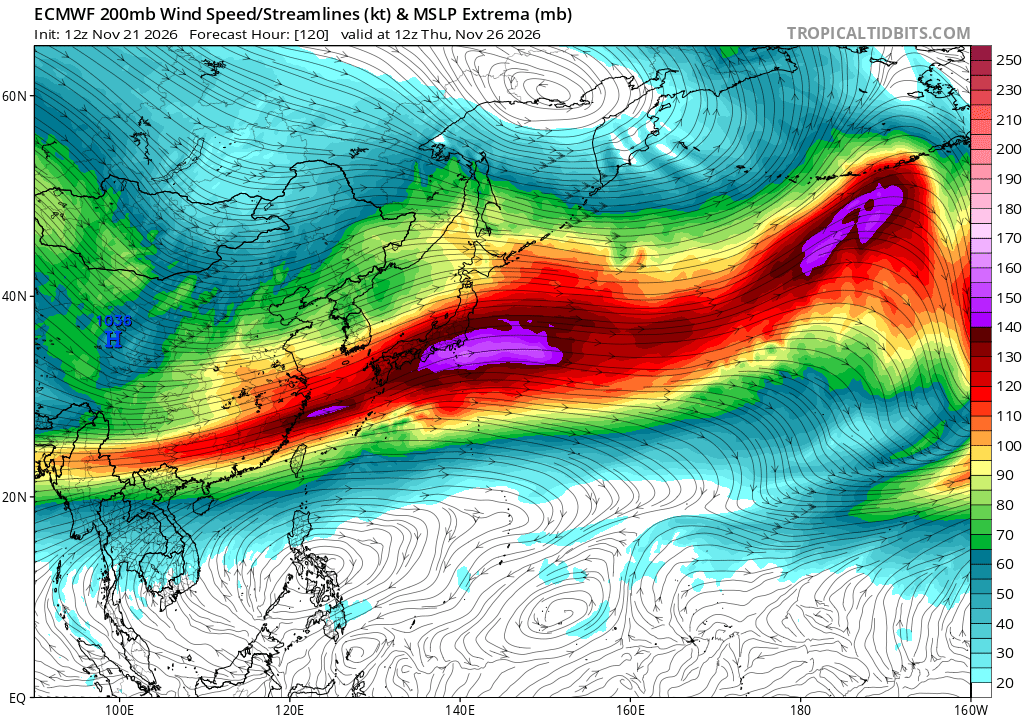 ECMWF 200mb Wind Speed/Streamlines (kt) & MSLP Extrema (mb)
Init: 12z Nov 21 2026 Forecast Hour: [120] valid at 12z Thu, Nov 26 2026
TROPICALTIDBITS.COM
60N
40N
20N
EQ
1036
H
100E
120E
140E
160E
180
160W
250
230
210
200
190
180
170
160
150
140
130
120
110
100
90
80
70
60
50
40
30
20